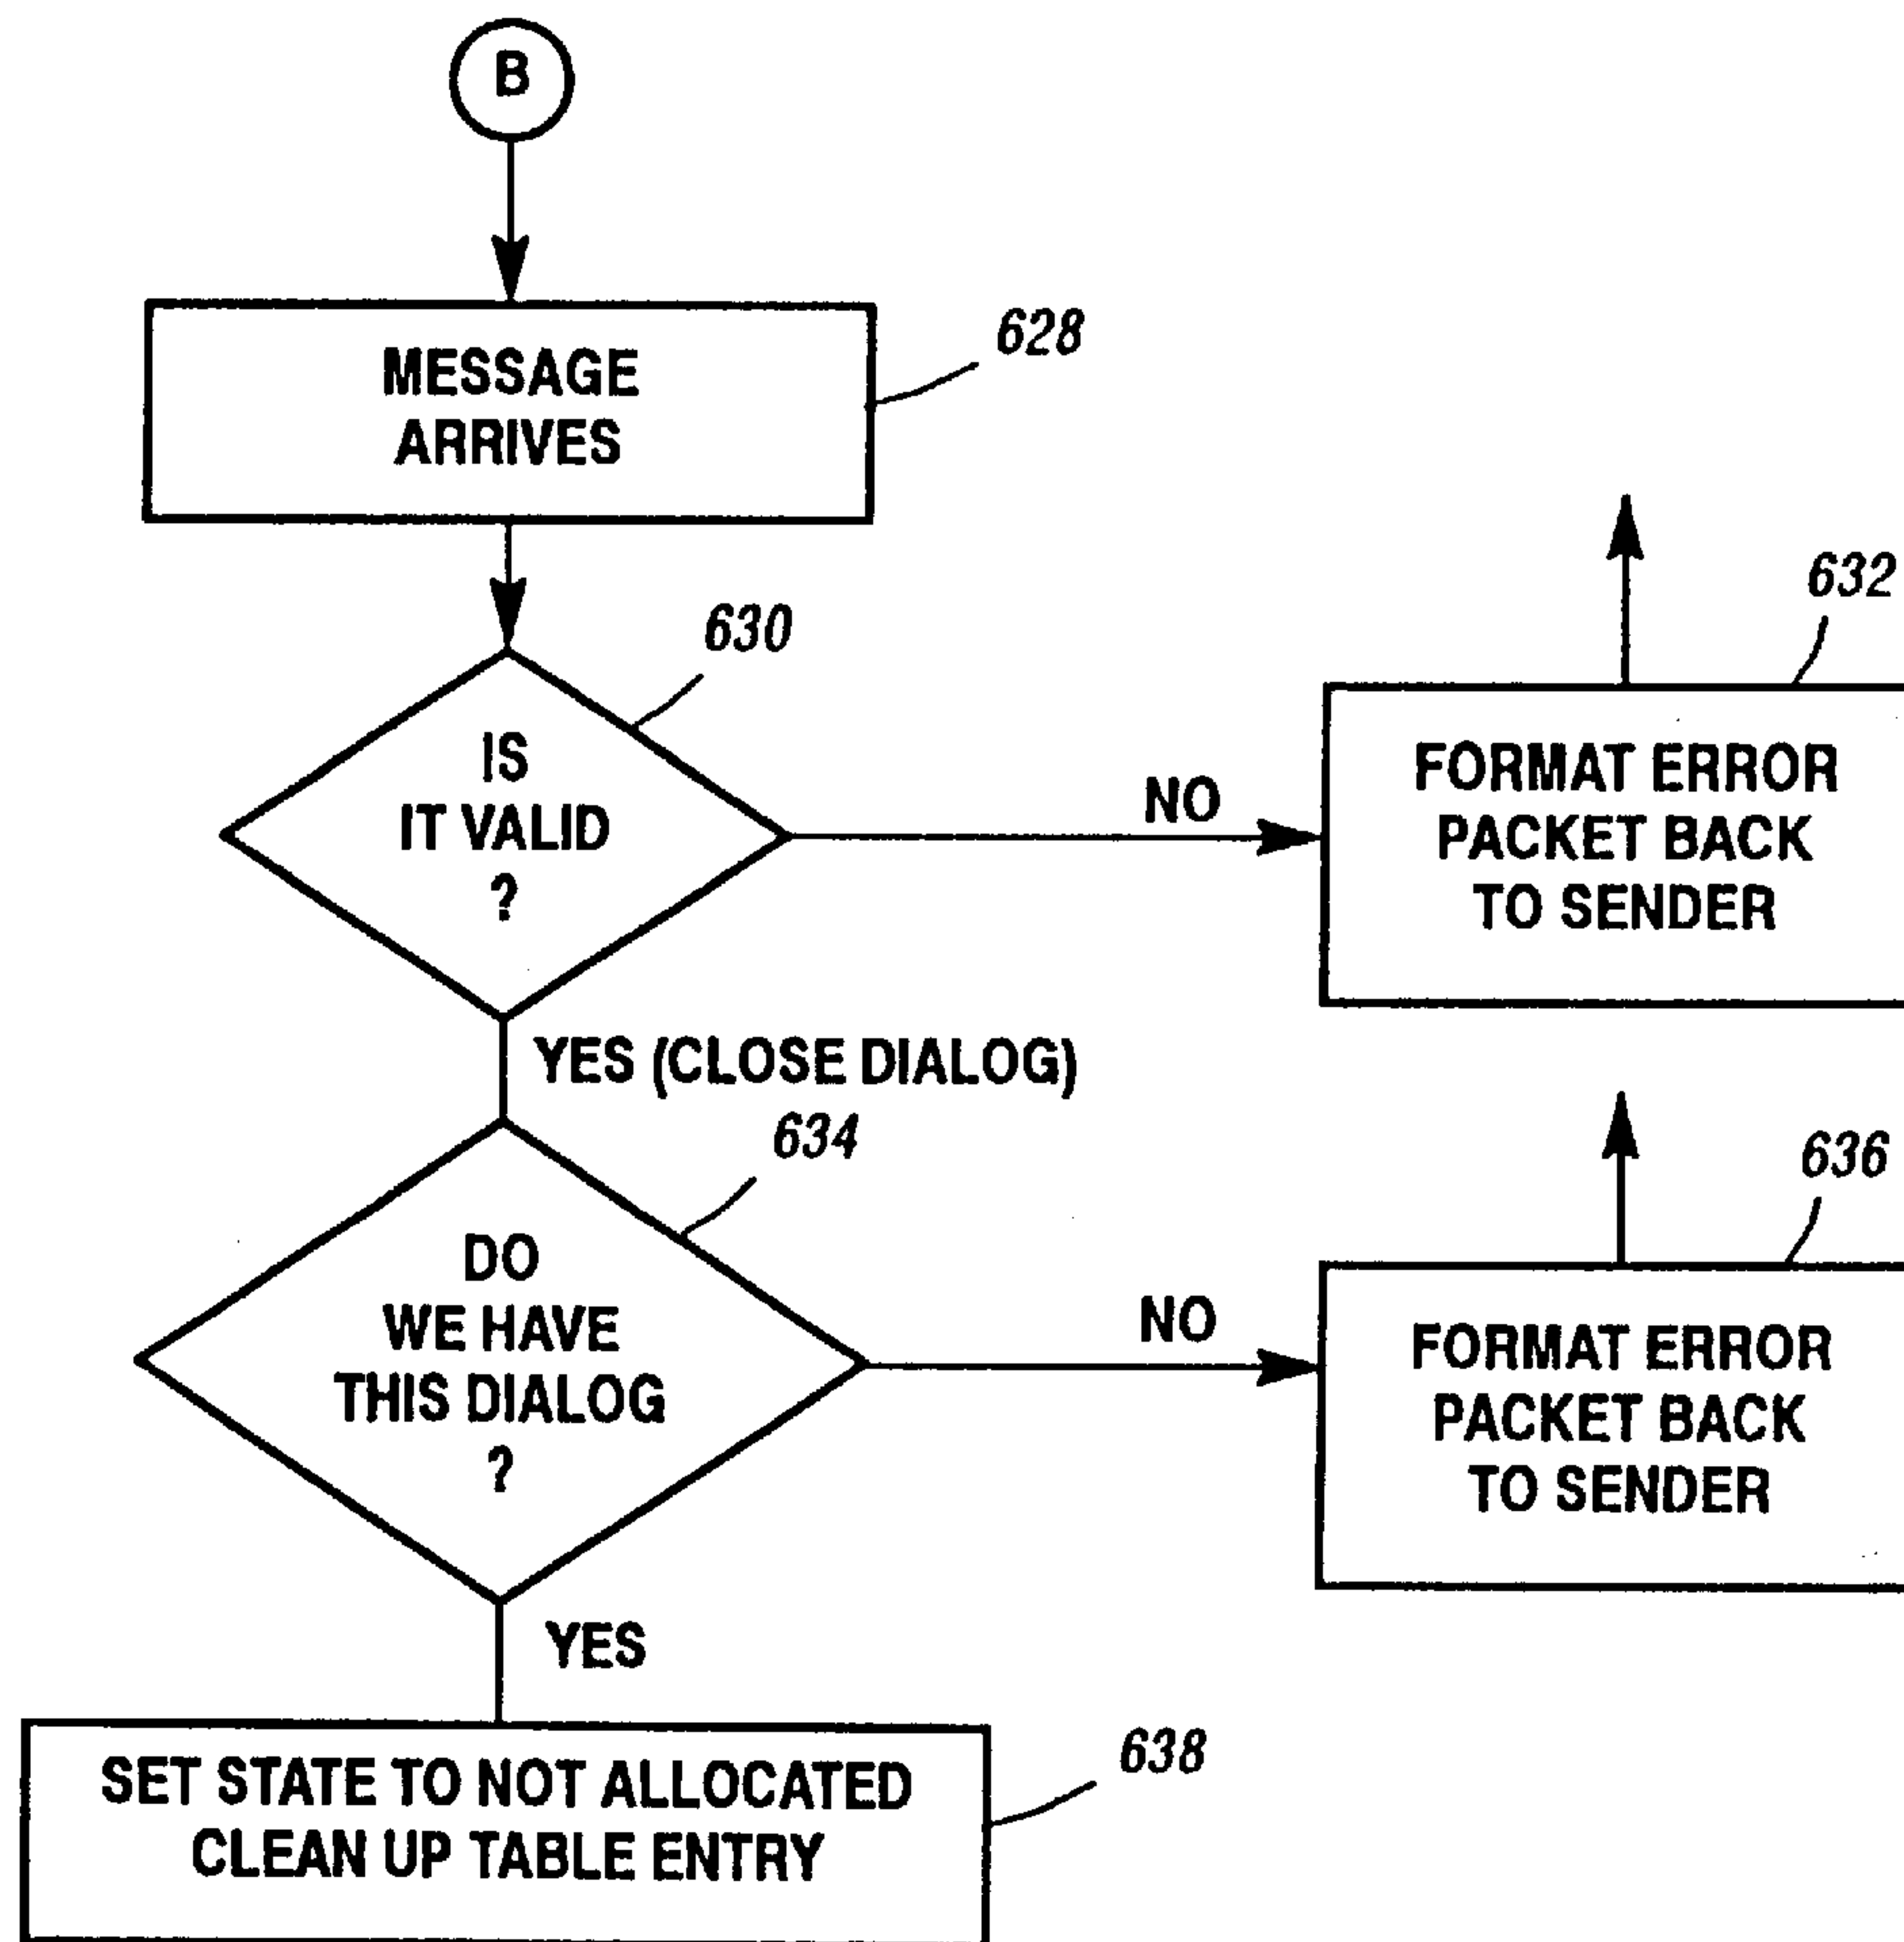 B
MESSAGE
ARRIVES
628
630
IS
IT VALID
?
NO
632
FORMAT ERROR
PACKET BACK
TO SENDER
YES (CLOSE DIALOG)
634
DO
WE HAVE
THIS DIALOG
?
NO
636
FORMAT ERROR
PACKET BACK
TO SENDER
YES
638
SET STATE TO NOT ALLOCATED
CLEAN UP TABLE ENTRY